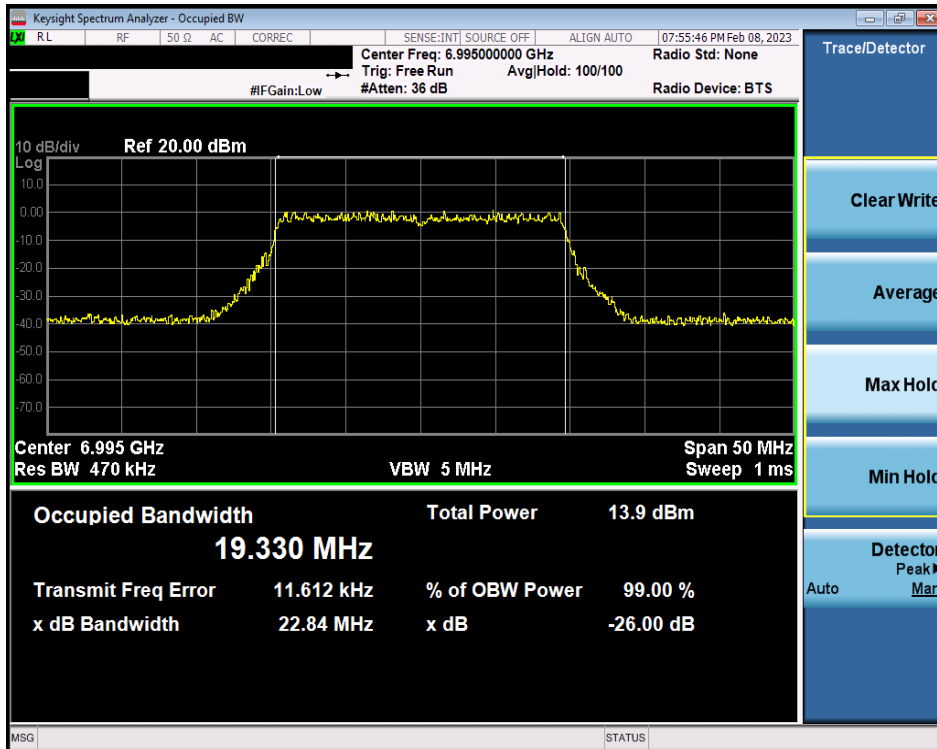 Keysight Spectrum Analyzer - Occupied BW
LXI RL RF 50 Ω AC CORREC SENSE:INT SOURCE OFF ALIGN AUTO 07:55:46 PM Feb 08, 2023
Center Freq: 6.995000000 GHz Radio Std: None
Trig: Free Run Avg|Hold: 100/100
#IFGain:Low #Atten: 36 dB Radio Device: BTS
10 dB/div Ref 20.00 dBm
Log
10.0
0.00
-10.0
-20.0
-30.0
-40.0
-50.0
-60.0
-70.0
Center 6.995 GHz Span 50 MHz
Res BW 470 kHz VBW 5 MHz Sweep 1 ms
Occupied Bandwidth Total Power 13.9 dBm
19.330 MHz
Transmit Freq Error 11.612 kHz % of OBW Power 99.00 %
x dB Bandwidth 22.84 MHz x dB -26.00 dB
MSG STATUS
Trace/Detector
Clear Write
Average
Max Hold
Min Hold
Detector
Peak
Auto Man